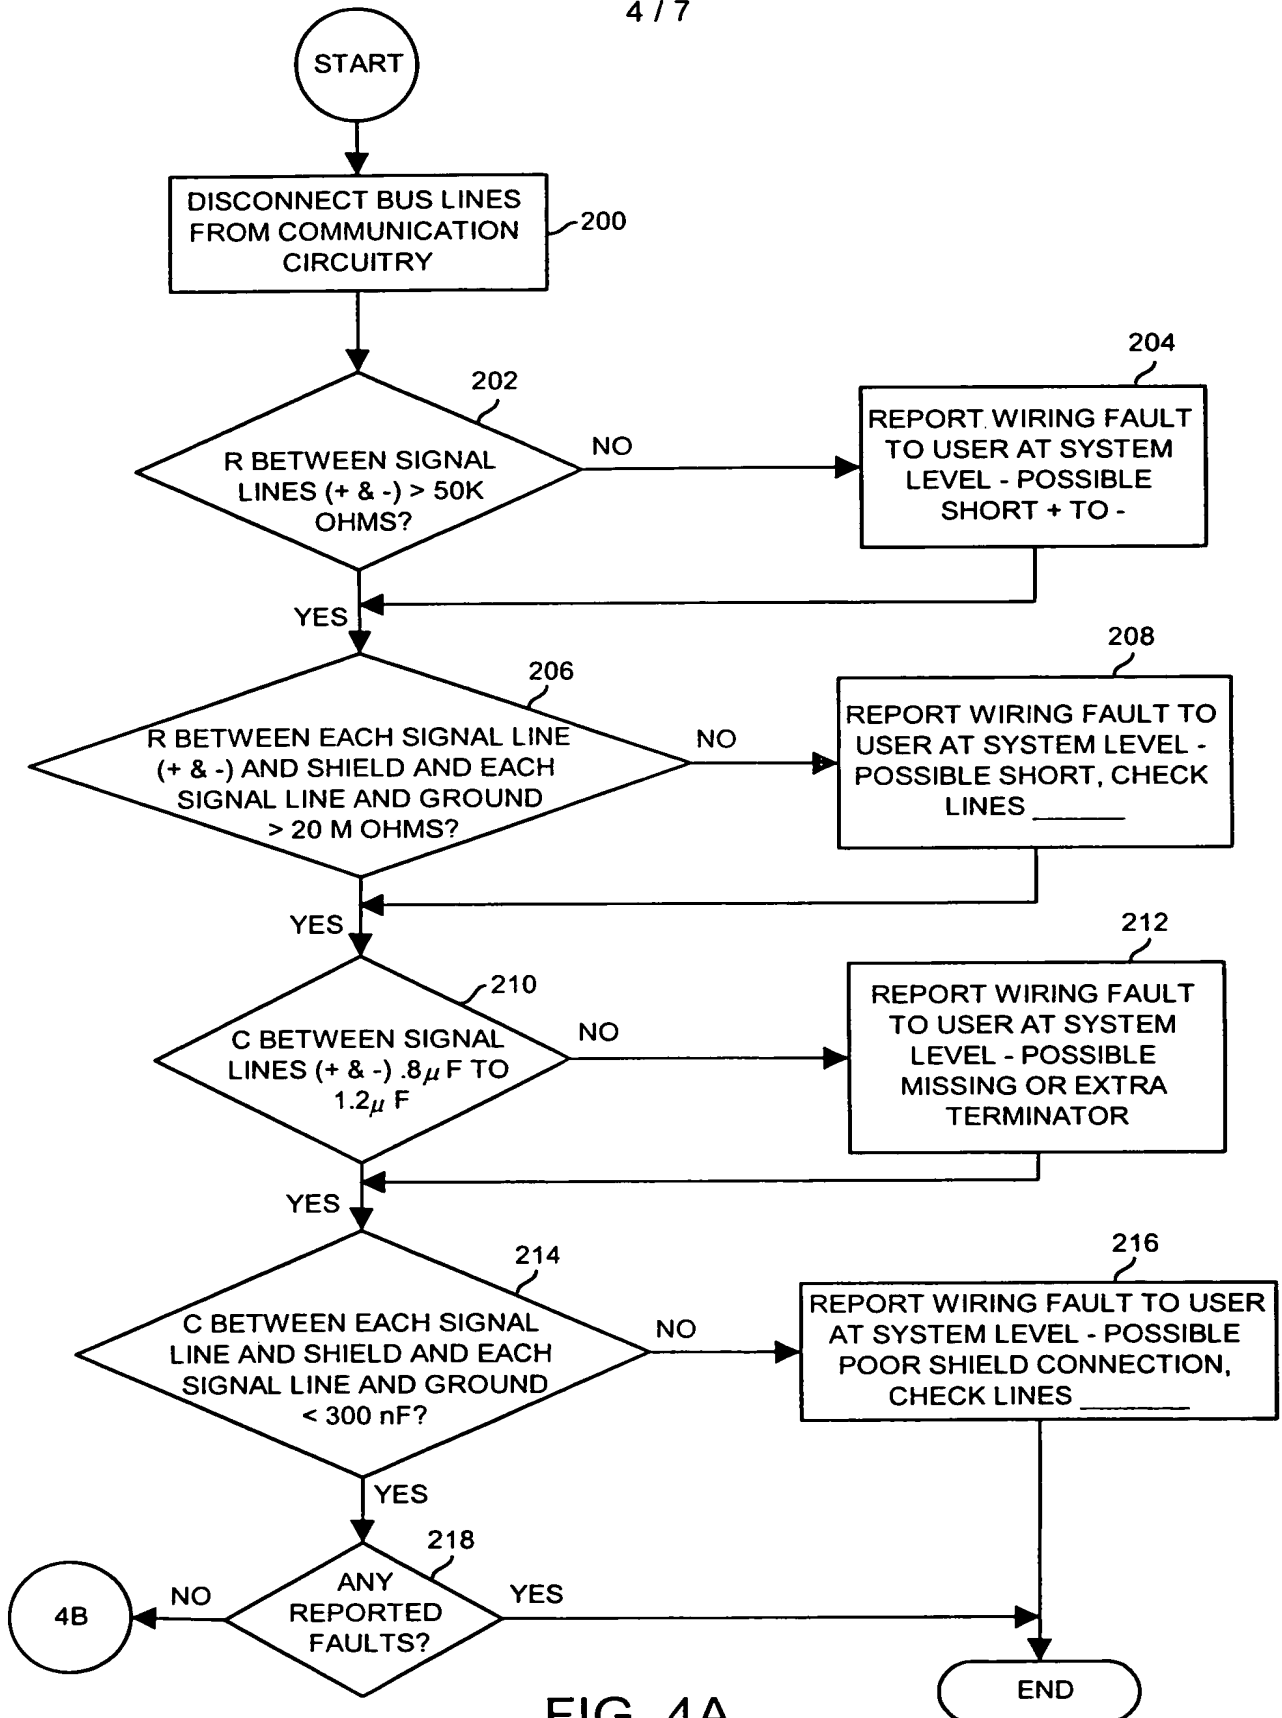 4 / 7
START
DISCONNECT BUS LINES
FROM COMMUNICATION
CIRCUITRY
200
202
R BETWEEN SIGNAL
LINES (+ & -) > 50K
OHMS?
NO
204
REPORT WIRING FAULT
TO USER AT SYSTEM
LEVEL - POSSIBLE
SHORT + TO -
YES
206
R BETWEEN EACH SIGNAL LINE
(+ & -) AND SHIELD AND EACH
SIGNAL LINE AND GROUND
> 20 M OHMS?
NO
208
REPORT WIRING FAULT TO
USER AT SYSTEM LEVEL -
POSSIBLE SHORT, CHECK
LINES ______
YES
210
C BETWEEN SIGNAL
LINES (+ & -) .8μ F TO
1.2μ F
NO
212
REPORT WIRING FAULT
TO USER AT SYSTEM
LEVEL - POSSIBLE
MISSING OR EXTRA
TERMINATOR
YES
214
C BETWEEN EACH SIGNAL
LINE AND SHIELD AND EACH
SIGNAL LINE AND GROUND
< 300 nF?
NO
216
REPORT WIRING FAULT TO USER
AT SYSTEM LEVEL - POSSIBLE
POOR SHIELD CONNECTION,
CHECK LINES _______
YES
218
ANY
REPORTED
FAULTS?
NO
4B
YES
END
FIG. 4A